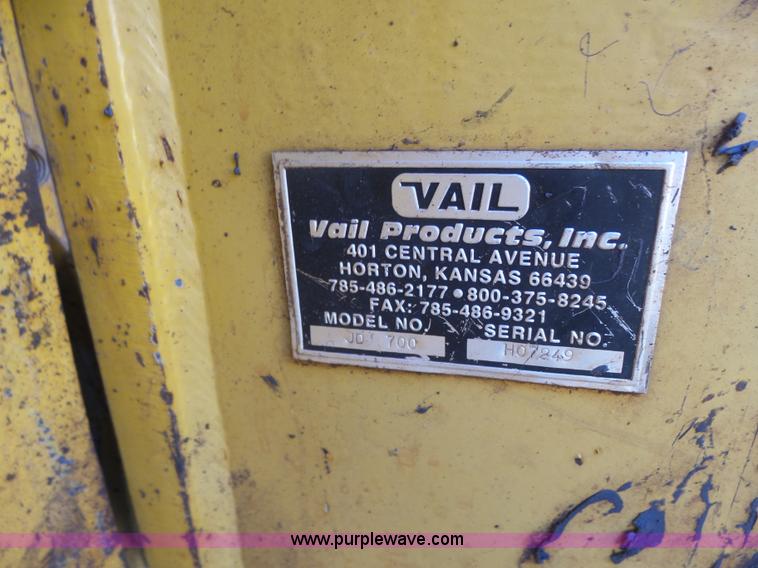 VAIL
Vail Products, Inc.
401 CENTRAL AVENUE
HORTON, KANSAS 66439
785-486-2177 • 800-375-8245
FAX: 785-486-9321
MODEL NO. SERIAL NO.
JD 700 H07249
www.purplewave.com